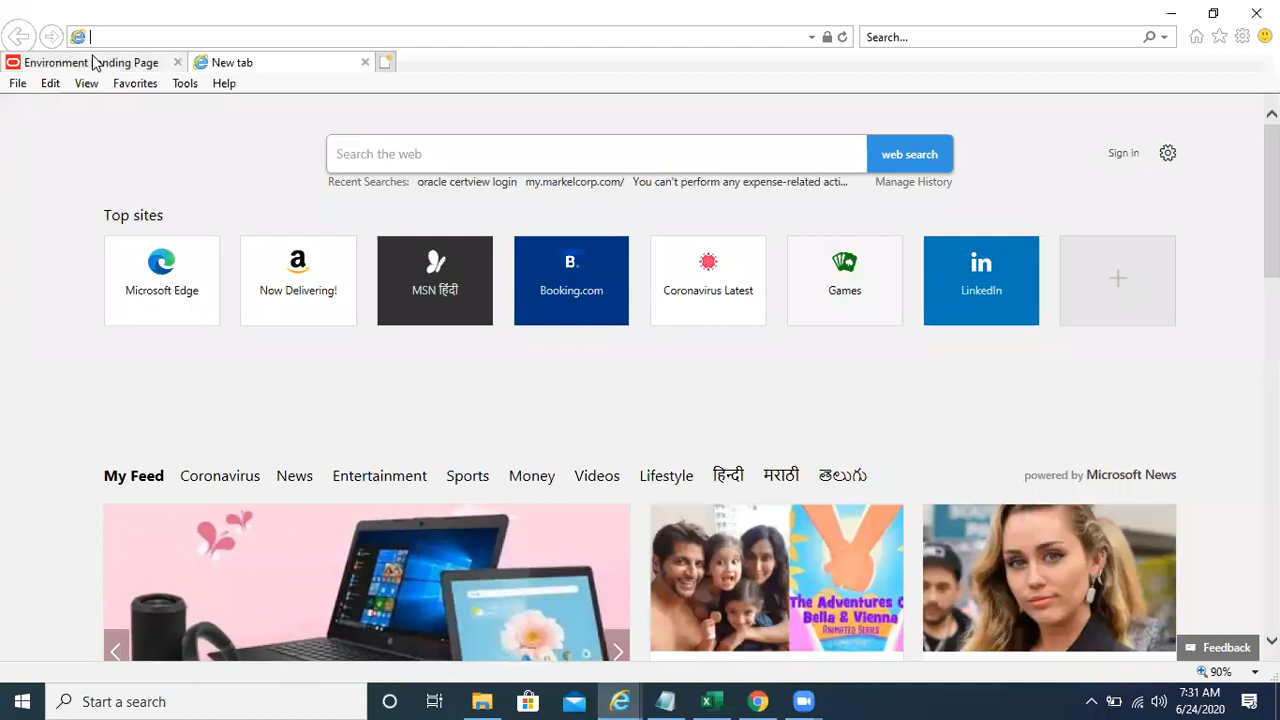 Search...
Environment
nding Page
New tab
File Edit View Favorites Tools Help
Search the web
web search
Sign in
Recent Searches: oracle certview login my.markelcorp.com/ You can't perform any expense-related acti... Manage History
Top sites
Microsoft Edge
a
Now Delivering!
MSN हिंदी
B.
Booking.com
Coronavirus Latest
Games
in
LinkedIn
My Feed Coronavirus News Entertainment Sports Money Videos Lifestyle हिन्दी मराठी తెలుగు
powered by Microsoft News
The Adventures O
Bella & Vienna
ANIMATED SERIES
Feedback
90%
Start a search
7:31 AM
6/24/2020